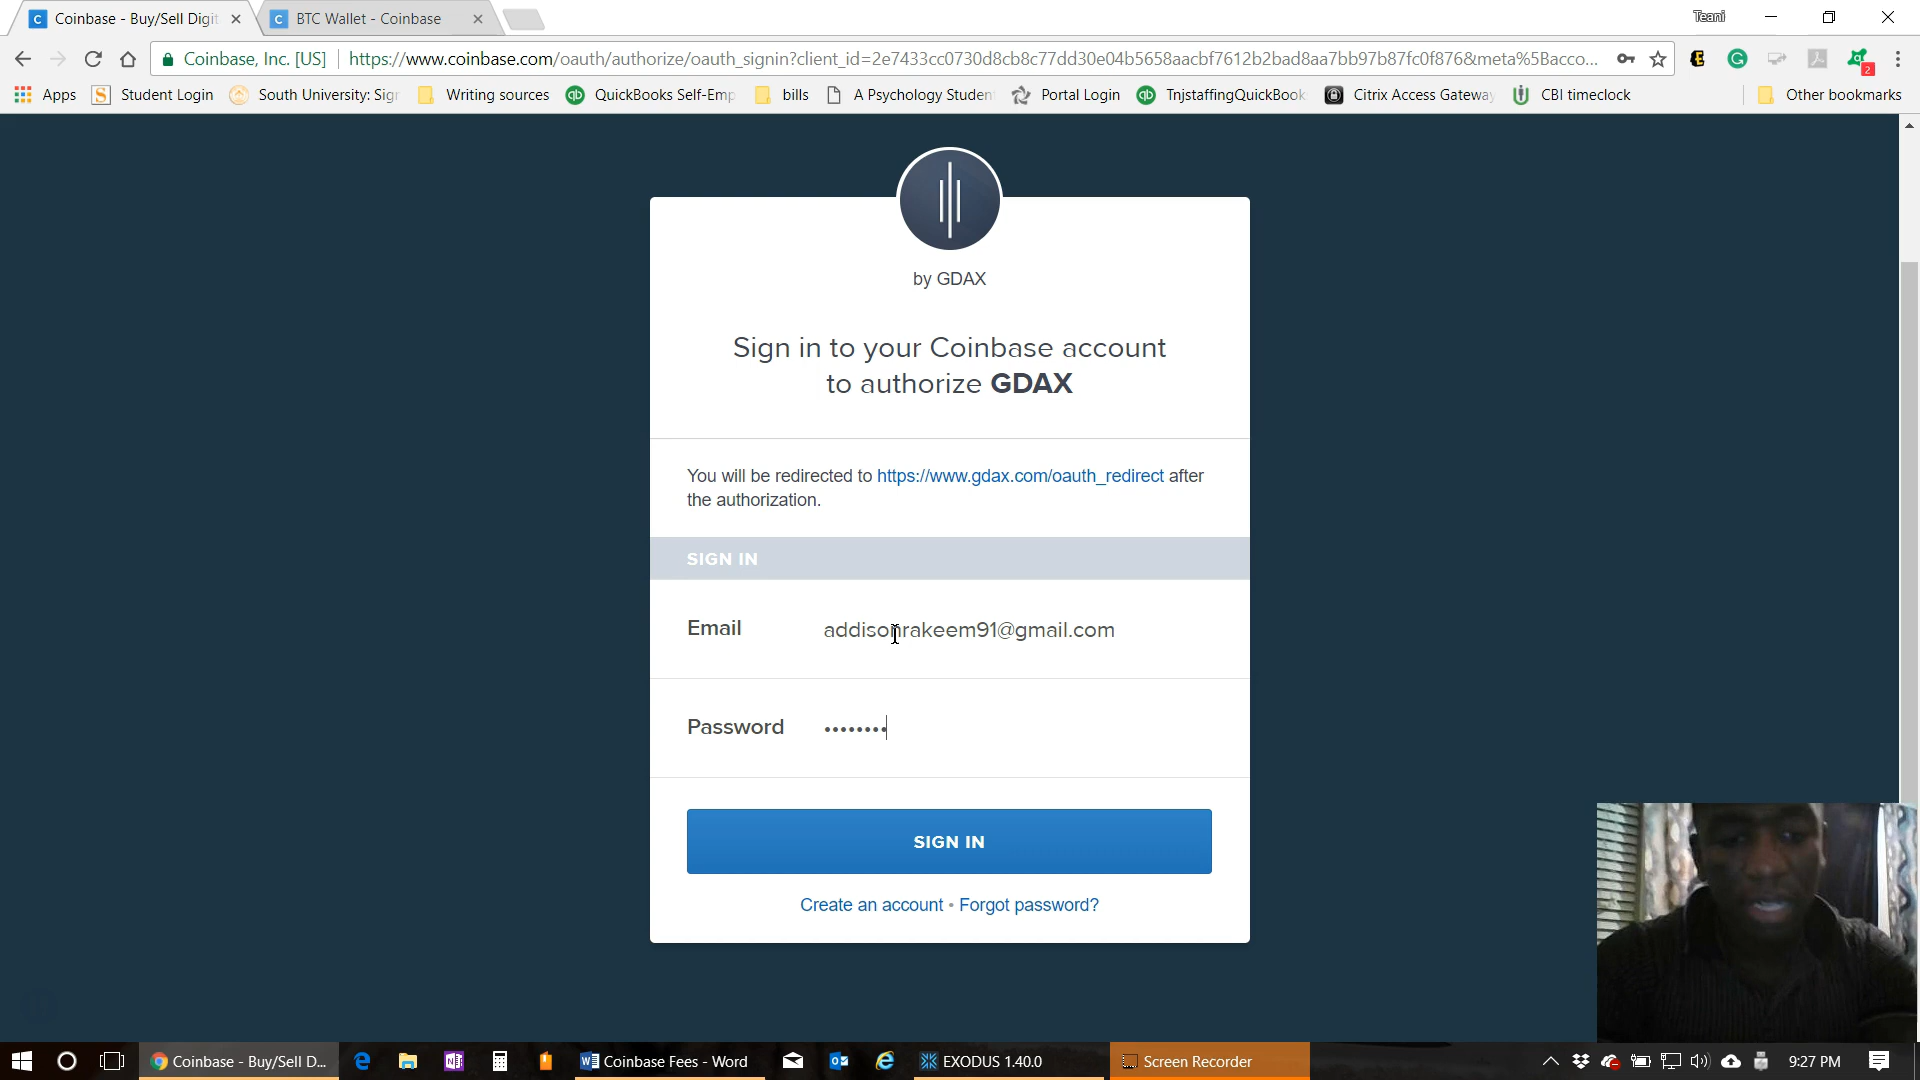 Coinbase - Buy/Sell Digit
BTC Wallet - Coinbase
Teani
Coinbase, Inc. [US]
https://www.coinbase.com/oauth/authorize/oauth_signin?client_id=2e7433cc0730d8cb8c77dd30e04b5658aacbf7612b2bad8aa7bb97b87fc0f876&meta%5Bacco...
2
Apps
Student Login
South University: Sig
Writing sources
QuickBooks Self-Emp
bills
A Psychology Studen
Portal Login
TnjstaffingQuickBook
Citrix Access Gateway
CBI timeclock
Other bookmarks
by GDAX
Sign in to your Coinbase account
to authorize GDAX
You will be redirected to https://www.gdax.com/oauth_redirect after
the authorization.
SIGN IN
Email
addisonrakeem91@gmail.com
Password
••••••••
SIGN IN
Create an account • Forgot password?
Coinbase - Buy/Sell D...
Coinbase Fees - Word
EXODUS 1.40.0
Screen Recorder
9:27 PM